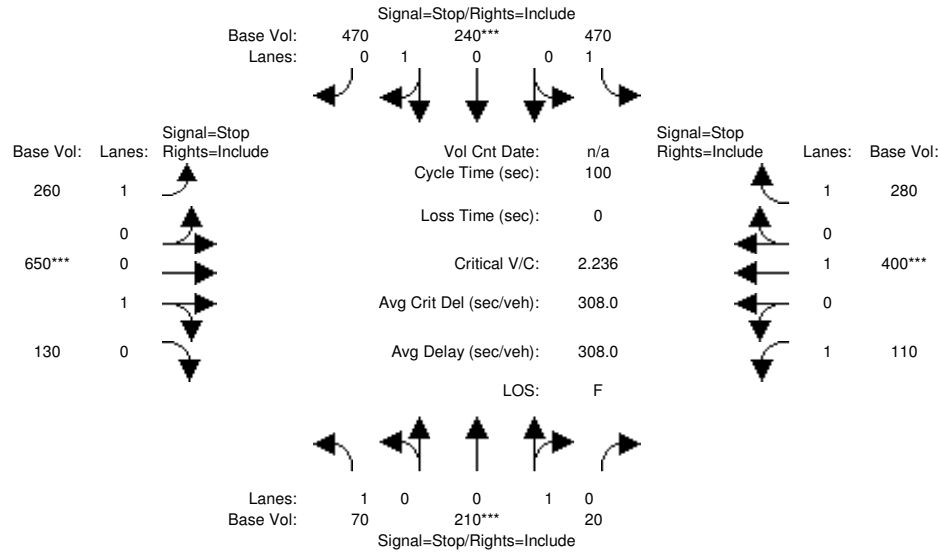 Signal=Stop/Rights=Include
Base Vol: 470 240*** 470
Lanes: 0 1 0 0 1
Signal=Stop
Base Vol: Lanes: Rights=Include
Vol Cnt Date: n/a
Signal=Stop
Rights=Include Lanes: Base Vol:
Cycle Time (sec): 100
260 1
1 280
Loss Time (sec): 0
0
0
650*** 0
Critical V/C: 2.236
1 400***
1
Avg Crit Del (sec/veh): 308.0
0
130 0
Avg Delay (sec/veh): 308.0
1 110
LOS: F
Lanes: 1 0 0 1 0
Base Vol: 70 210*** 20
Signal=Stop/Rights=Include